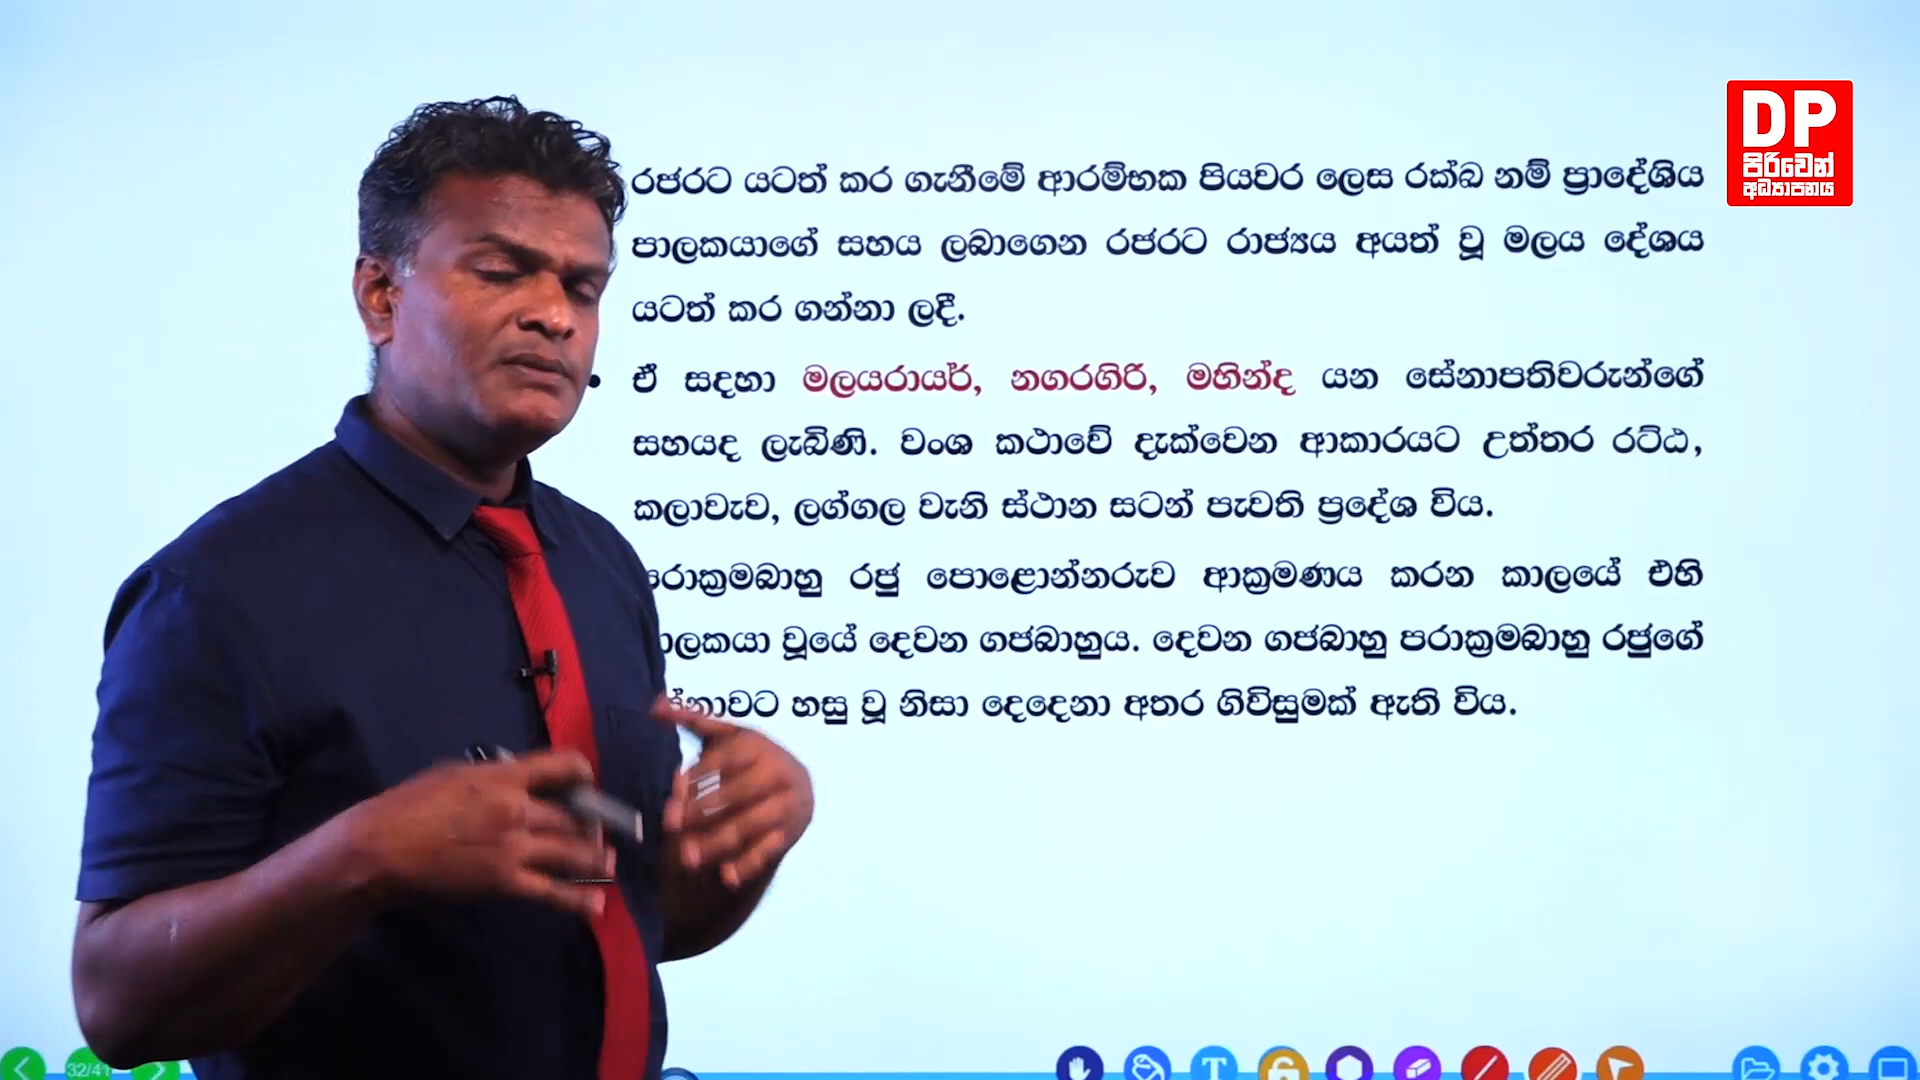 DP
පිරිවෙන්
අධ්‍යාපනය
රජරට යටත් කර ගැනීමේ ආරම්භක පියවර ලෙස රක්ඛ නම් ප්‍රාදේශිය
පාලකයාගේ සහය ලබාගෙන රජරට රාජ්‍යය අයත් වූ මලය දේශය
යටත් කර ගන්නා ලදී.
• ඒ සදහා මලයරායර්, නගරගිරි, මහින්ද යන සේනාපතිවරුන්ගේ
සහයද ලැබිණි. වංශ කථාවේ දැක්වෙන ආකාරයට උත්තර රට්ඨ,
කලාවැව, ලග්ගල වැනි ස්ථාන සටන් පැවති ප්‍රදේශ විය.
රජු පොළොන්නරුව ආක්‍රමණය කරන කාලයේ එහි
වූයේ දෙවන ගජබාහුය. දෙවන ගජබාහු පරාක්‍රමබාහු රජුගේ
හසු වූ නිසා දෙදෙනා අතර ගිවිසුමක් ඇති විය.
32/41